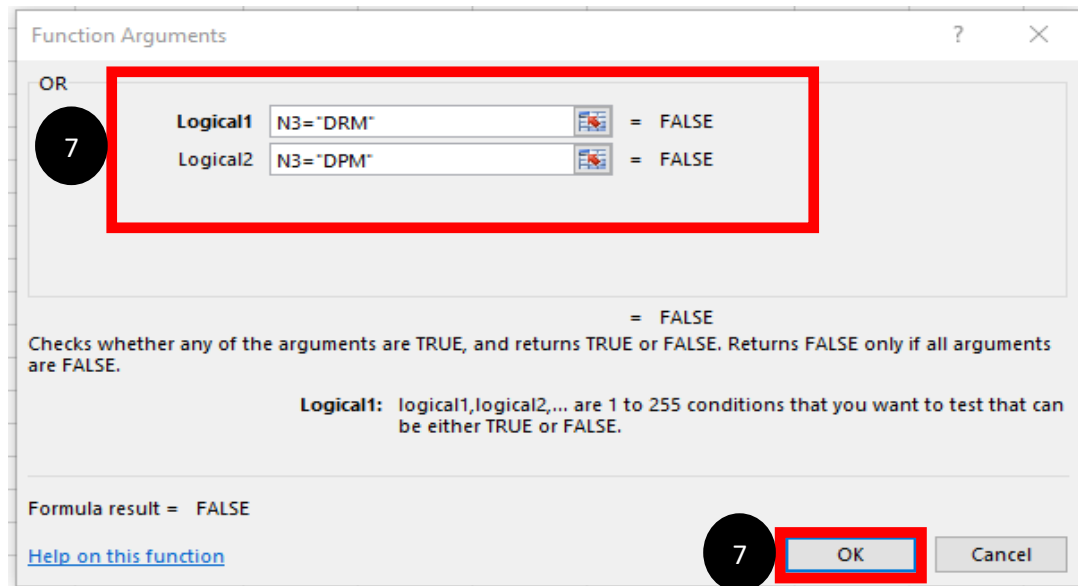 Function Arguments ? ×
OR
7
Logical1 N3="DRM" = FALSE
Logical2 N3="DPM" = FALSE
= FALSE
Checks whether any of the arguments are TRUE, and returns TRUE or FALSE. Returns FALSE only if all arguments
are FALSE.
Logical1: logical1,logical2,... are 1 to 255 conditions that you want to test that can
be either TRUE or FALSE.
Formula result = FALSE
Help on this function
7
OK
Cancel